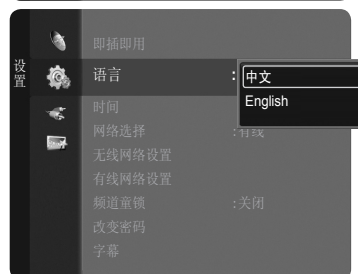 设置
即插即用
语言 : 中文
English
时间
网络选择 :有线
无线网络设置
有线网络设置
频道童锁 :关闭
改变密码
字幕